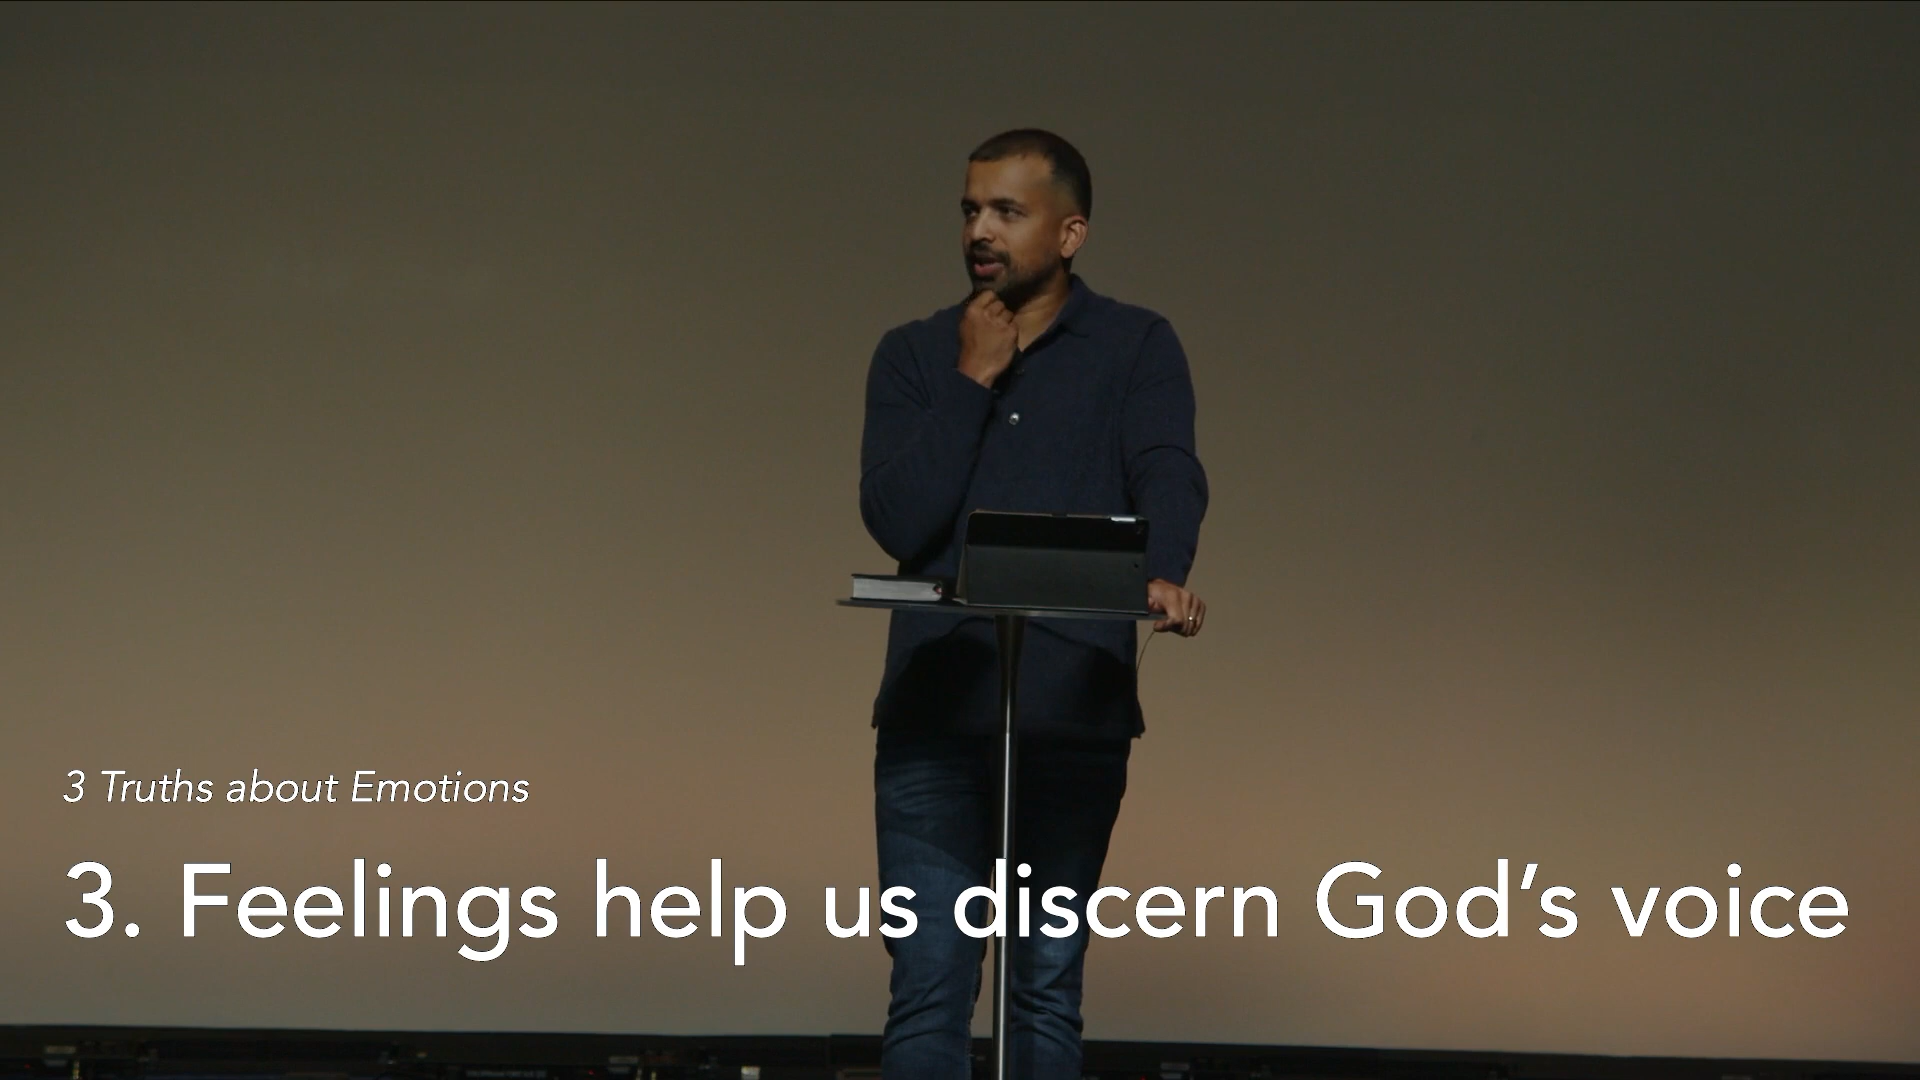 3 Truths about Emotions
3. Feelings help us discern God’s voice